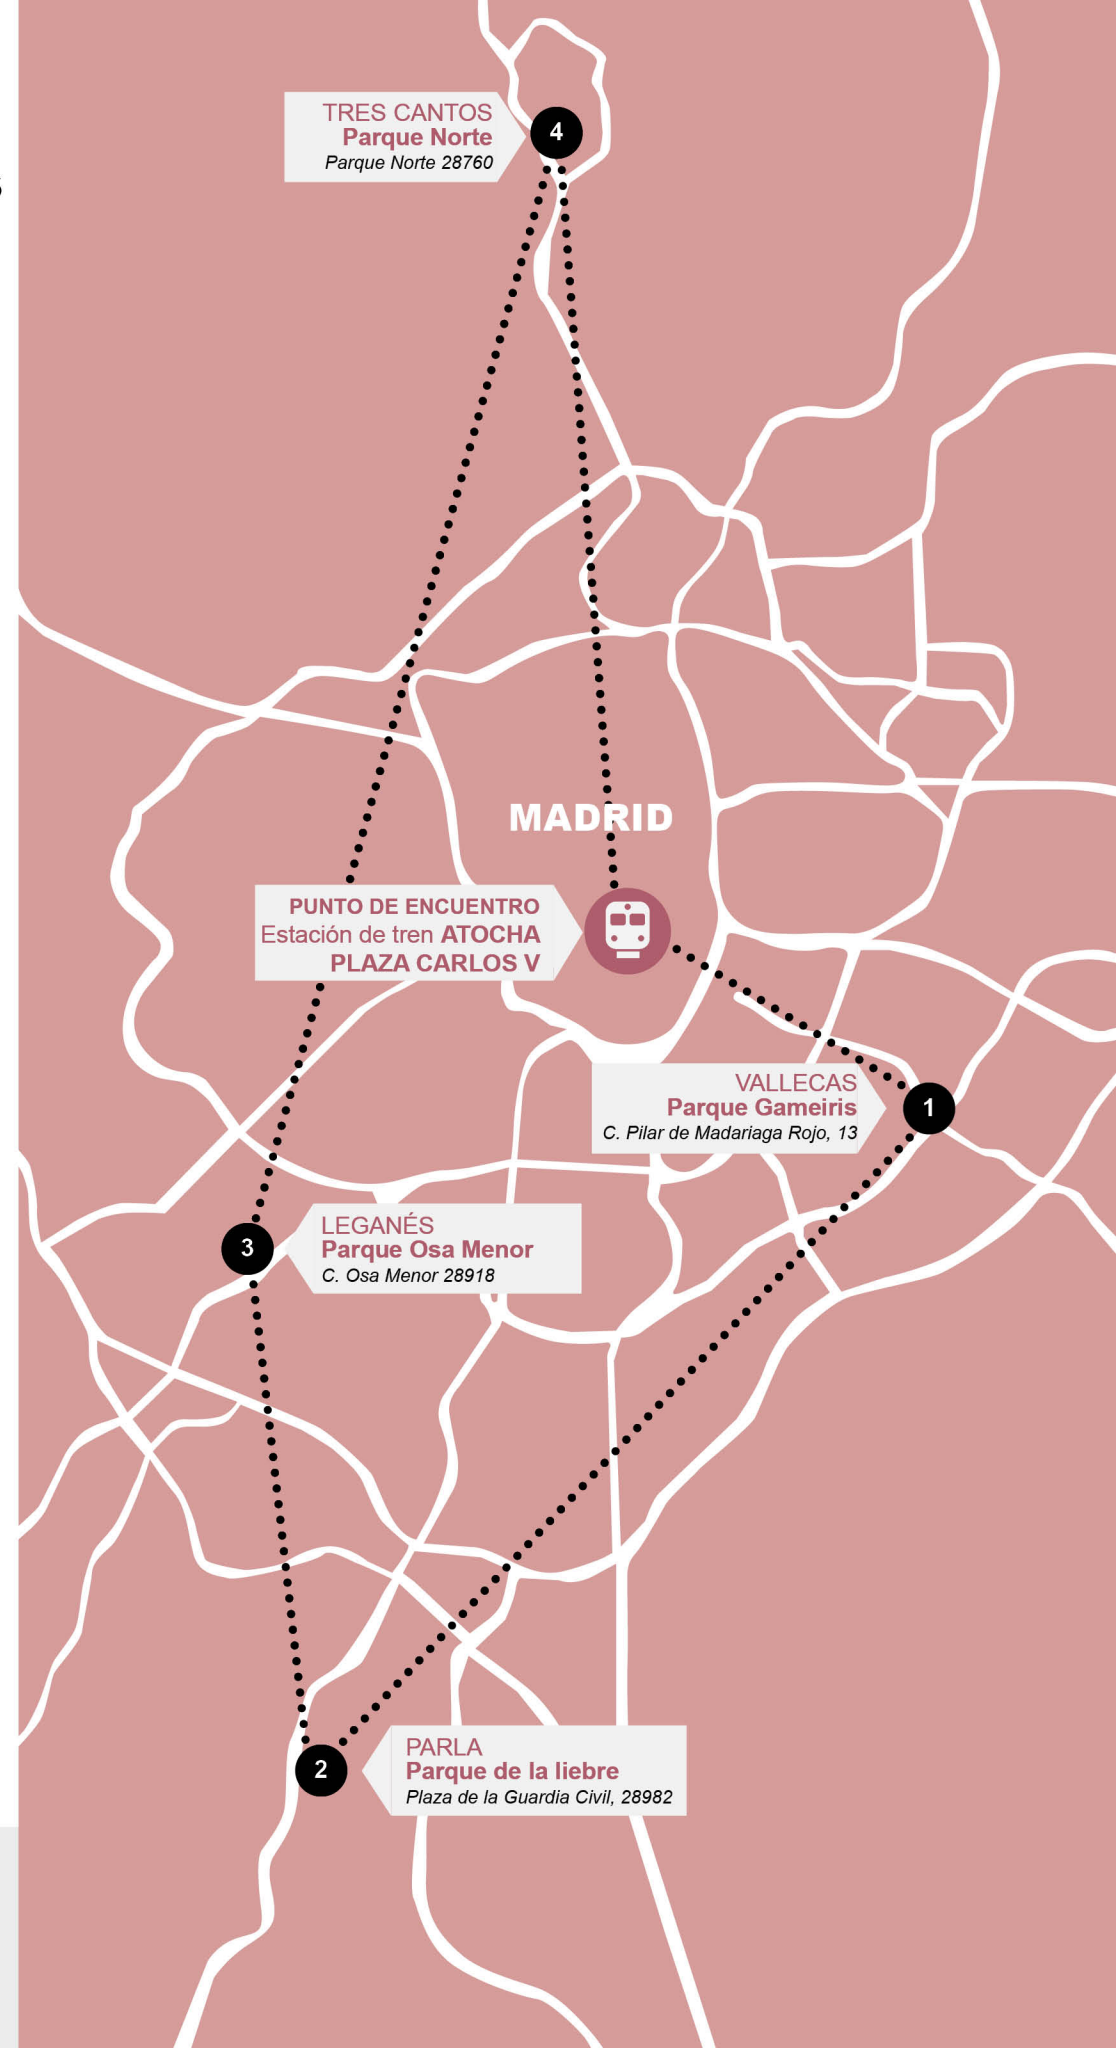 TRES CANTOS
Parque Norte
Parque Norte 28760
4
MADRID
PUNTO DE ENCUENTRO
Estación de tren ATOCHA
PLAZA CARLOS V
VALLECAS
Parque Gameiris
C. Pilar de Madariaga Rojo, 13
1
3
LEGANÉS
Parque Osa Menor
C. Osa Menor 28918
2
PARLA
Parque de la liebre
Plaza de la Guardia Civil, 28982